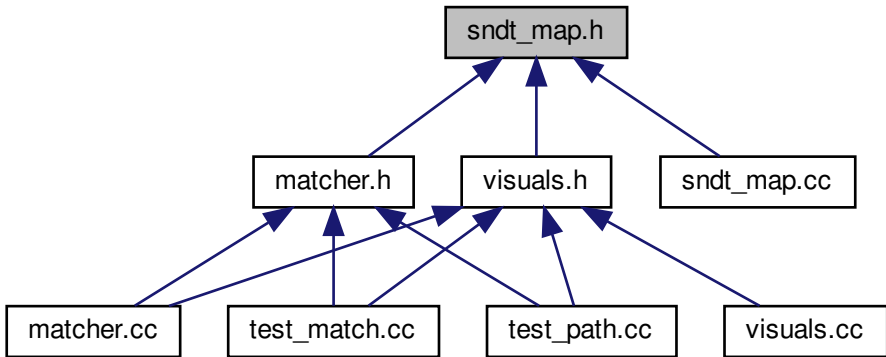 sndt_map.h
matcher.h
visuals.h
sndt_map.cc
matcher.cc
test_match.cc
test_path.cc
visuals.cc